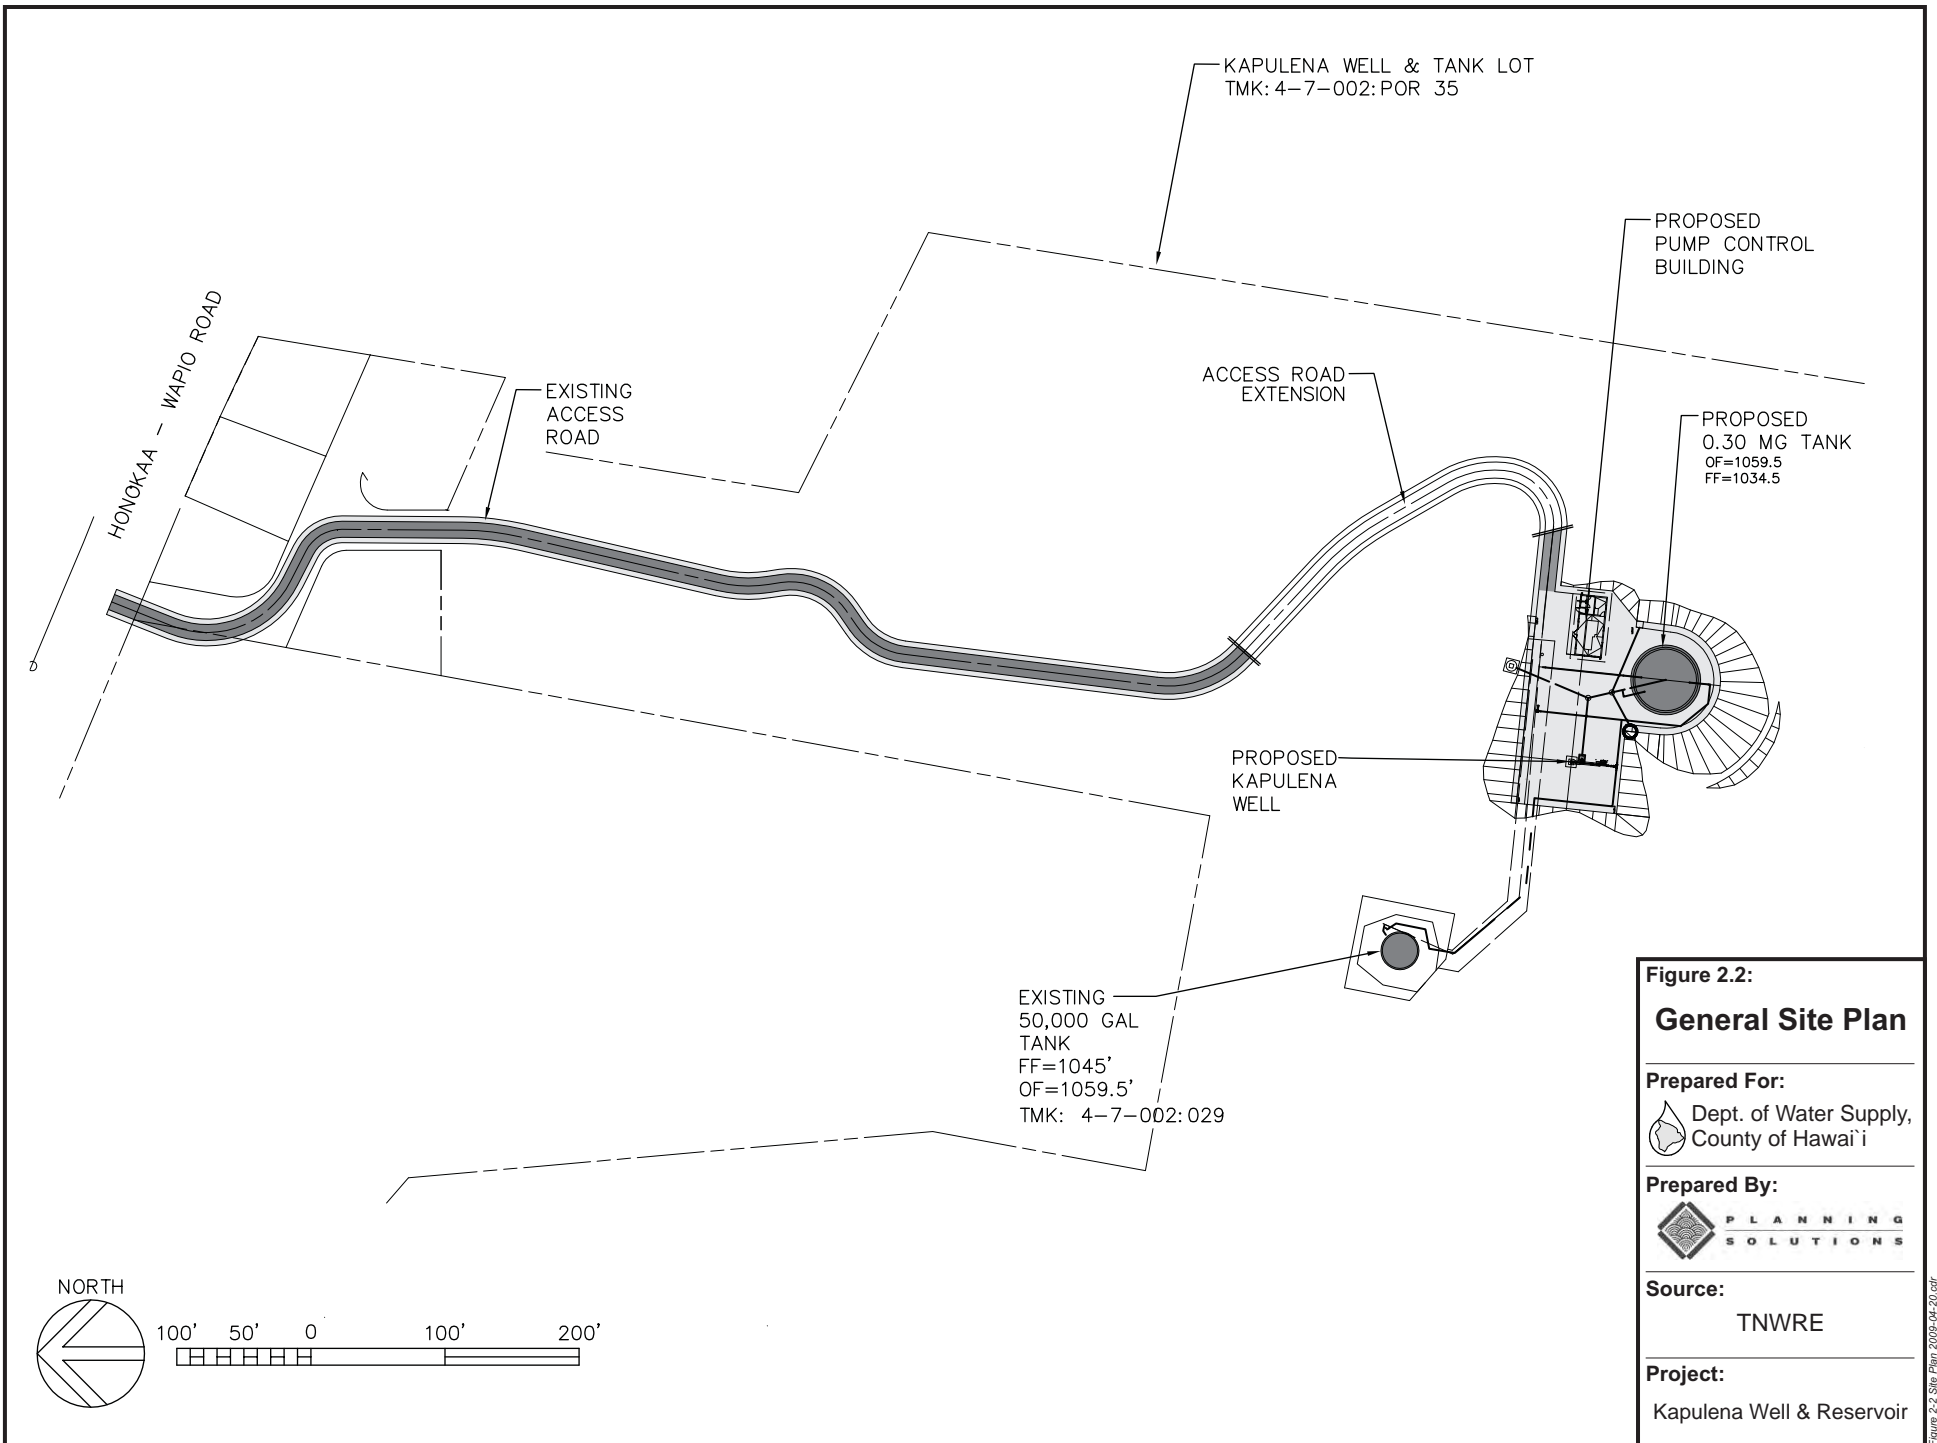 KAPULENA WELL & TANK LOT
TMK: 4-7-002: POR 35
PROPOSED
PUMP CONTROL
BUILDING
HONOKAA - WAPIO ROAD
EXISTING
ACCESS
ROAD
ACCESS ROAD
EXTENSION
PROPOSED
0.30 MG TANK
OF=1059.5
FF=1034.5
PROPOSED
KAPULENA
WELL
EXISTING
50,000 GAL
TANK
FF=1045'
OF=1059.5'
TMK: 4-7-002: 029
NORTH
100' 50' 0 100' 200'
Figure 2.2:
General Site Plan
Prepared For:
Dept. of Water Supply,
County of Hawai`i
Prepared By:
PLANNING
SOLUTIONS
Source:
TNWRE
Project:
Kapulena Well & Reservoir
Figure 2-2 Site Plan 2009-04-20.cdr